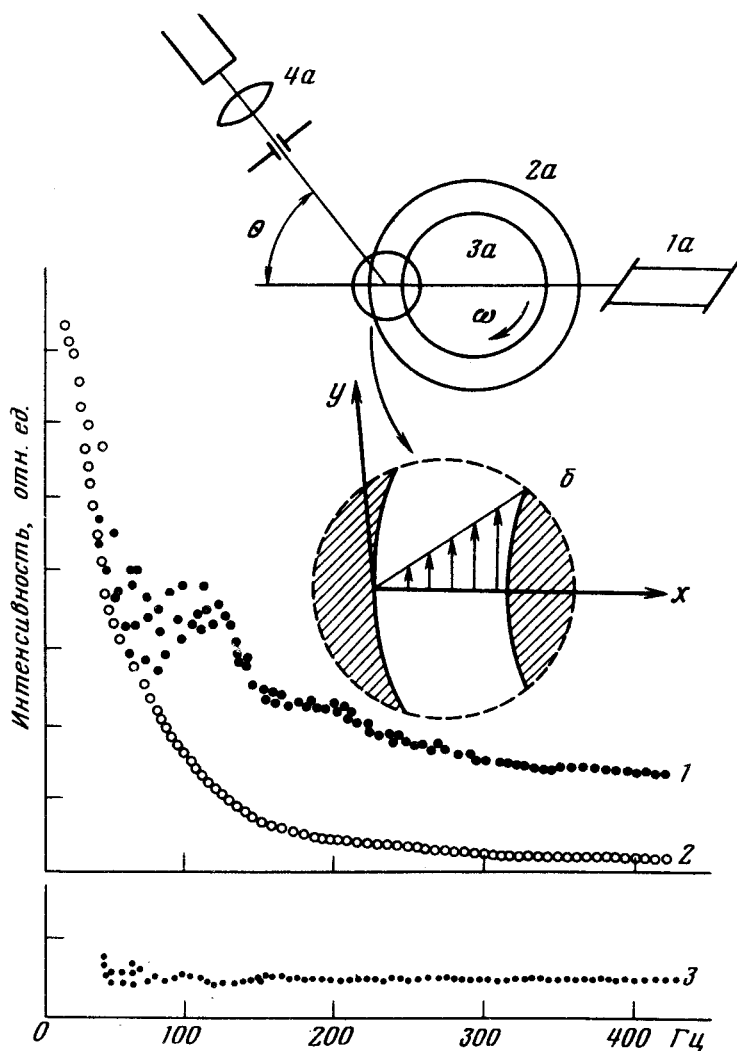 4а
2а
θ
3а
1а
ω
y
б
x
Интенсивность, отн. ед.
1
2
3
0
100
200
300
400
Гц